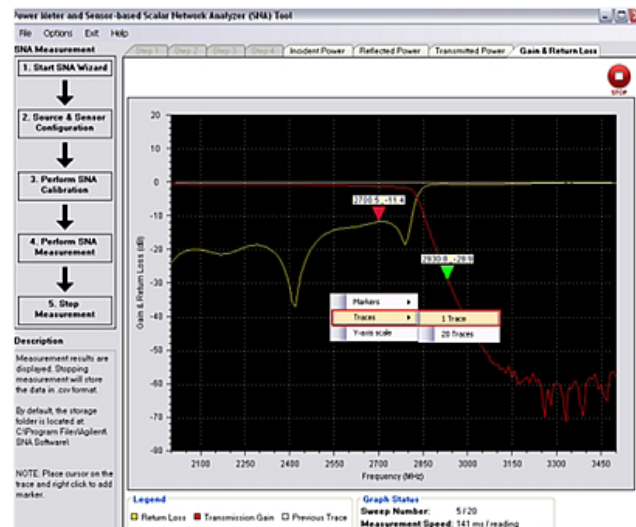 Power Meter and Sensor-based Scalar Network Analyzer (SNA) Tool
File Options Exit Help
SNA Measurement
Step 1 Step 2 Step 3 Step 4 Incident Power Reflected Power Transmitted Power Gain & Return Loss
1. Start SNA Wizard
STOP
2. Source & Sensor
Configuration
3. Perform SNA
Calibration
4. Perform SNA
Measurement
5. Stop
Measurement
Description
Measurement results are
displayed. Stopping
measurement will store
the data in .csv format.
By default, the storage
folder is located at:
C:\Program Files\Agilent\
SNA Software\
NOTE: Place cursor on the
trace and right click to add
marker.
Gain & Return Loss (dB)
20
10
0
-10
-20
-30
-40
-50
-60
-70
-80
2700.5, -11.4
2930.8, -28.9
Markers
Traces
1 Trace
Y-axis scale
20 Traces
2100 2250 2400 2550 2700 2850 3000 3150 3300 3450
Frequency (MHz)
Legend
Return Loss Transmission Gain Previous Trace
Graph Status
Sweep Number: 5 / 20
Measurement Speed: 141 ms / reading